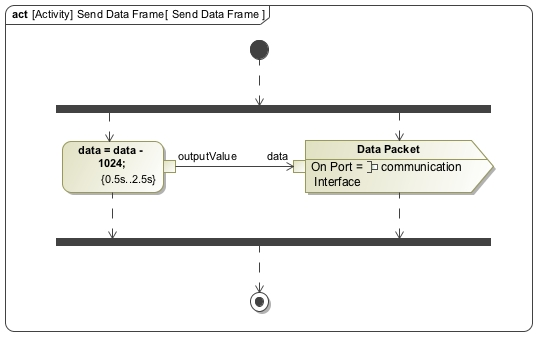 act [Activity] Send Data Frame[ Send Data Frame ]
data = data -
1024;
{0.5s..2.5s}
outputValue
data
Data Packet
On Port = communication
Interface